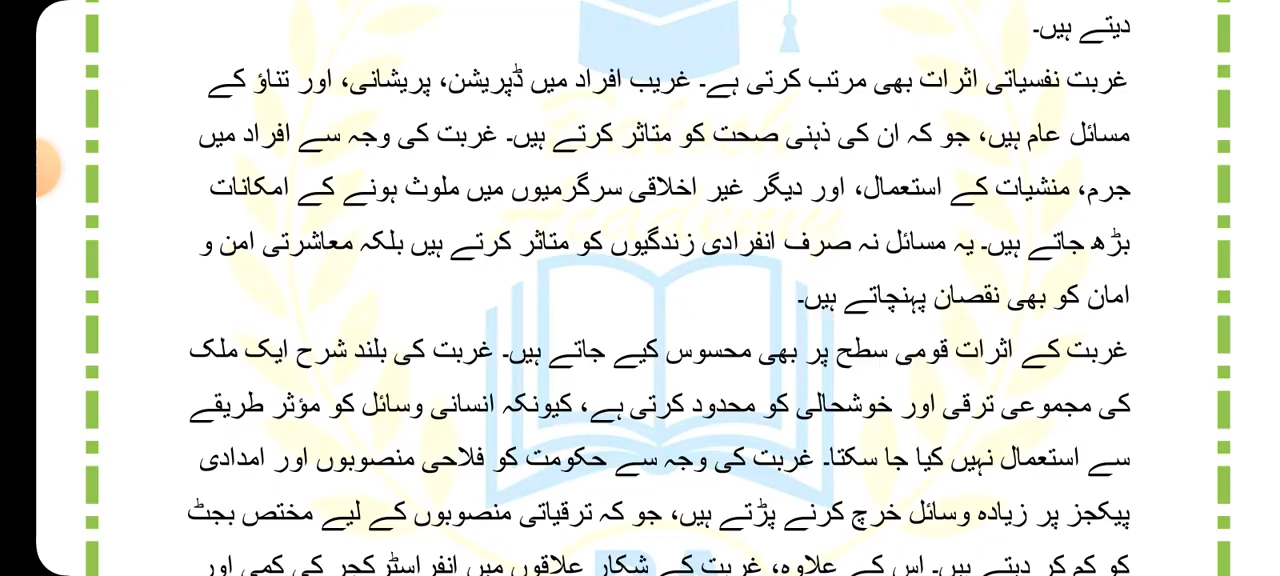 دیتے ہیں۔
غربت نفسیاتی اثرات بھی مرتب کرتی ہے۔ غریب افراد میں ڈپریشن، پریشانی، اور تناؤ کے
مسائل عام ہیں، جو کہ ان کی ذہنی صحت کو متاثر کرتے ہیں۔ غربت کی وجہ سے افراد میں
جرم، منشیات کے استعمال، اور دیگر غیر اخلاقی سرگرمیوں میں ملوث ہونے کے امکانات
بڑھ جاتے ہیں۔ یہ مسائل نہ صرف انفرادی زندگیوں کو متاثر کرتے ہیں بلکہ معاشرتی امن و
امان کو بھی نقصان پہنچاتے ہیں۔
غربت کے اثرات قومی سطح پر بھی محسوس کیے جاتے ہیں۔ غربت کی بلند شرح ایک ملک
کی مجموعی ترقی اور خوشحالی کو محدود کرتی ہے، کیونکہ انسانی وسائل کو مؤثر طریقے
سے استعمال نہیں کیا جا سکتا۔ غربت کی وجہ سے حکومت کو فلاحی منصوبوں اور امدادی
پیکجز پر زیادہ وسائل خرچ کرنے پڑتے ہیں، جو کہ ترقیاتی منصوبوں کے لیے مختص بجٹ
کو کم کر دیتے ہیں۔ اس کے علاوہ، غربت کے شکار علاقوں میں انفراسٹرکچر کی کمی اور
Academy